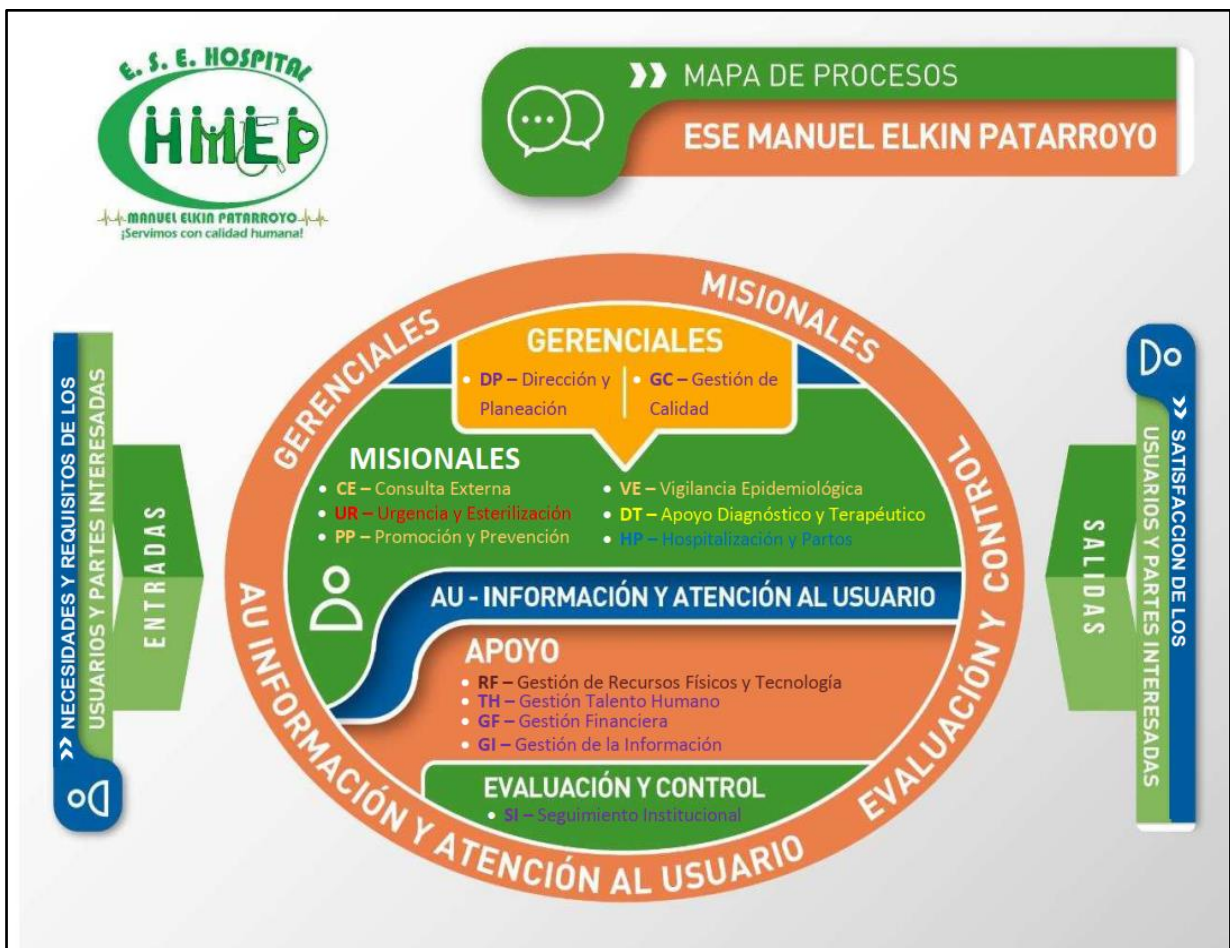 E. S. E. HOSPITAL
HMEP
MANUEL ELKIN PATARROYO
¡Servimos con calidad humana!
MAPA DE PROCESOS
ESE MANUEL ELKIN PATARROYO
NECESIDADES Y REQUISITOS DE LOS
USUARIOS Y PARTES INTERESADAS
ENTRADAS
GERENCIALES
MISIONALES
EVALUACIÓN Y CONTROL
AU INFORMACIÓN Y ATENCIÓN AL USUARIO
GERENCIALES
• DP – Dirección y
Planeación
• GC – Gestión de
Calidad
MISIONALES
• CE – Consulta Externa
• UR – Urgencia y Esterilización
• PP – Promoción y Prevención
• VE – Vigilancia Epidemiológica
• DT – Apoyo Diagnóstico y Terapéutico
• HP – Hospitalización y Partos
AU - INFORMACIÓN Y ATENCIÓN AL USUARIO
APOYO
• RF – Gestión de Recursos Físicos y Tecnología
• TH – Gestión Talento Humano
• GF – Gestión Financiera
• GI – Gestión de la Información
EVALUACIÓN Y CONTROL
• SI – Seguimiento Institucional
SALIDAS
SATISFACCION DE LOS
USUARIOS Y PARTES INTERESADAS